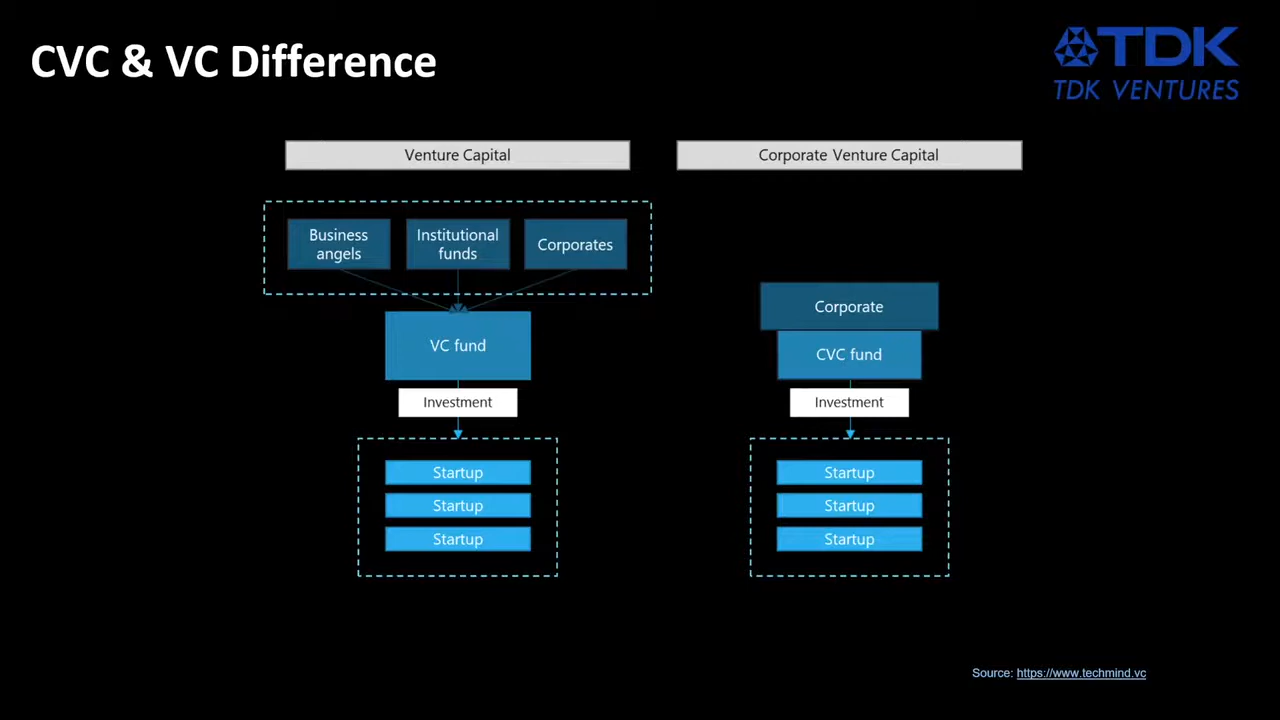 CVC & VC Difference
TDK
TDK VENTURES
Venture Capital
Business
angels
Institutional
funds
Corporates
VC fund
Investment
Startup
Startup
Startup
Corporate Venture Capital
Corporate
CVC fund
Investment
Startup
Startup
Startup
Source: https://www.techmind.vc